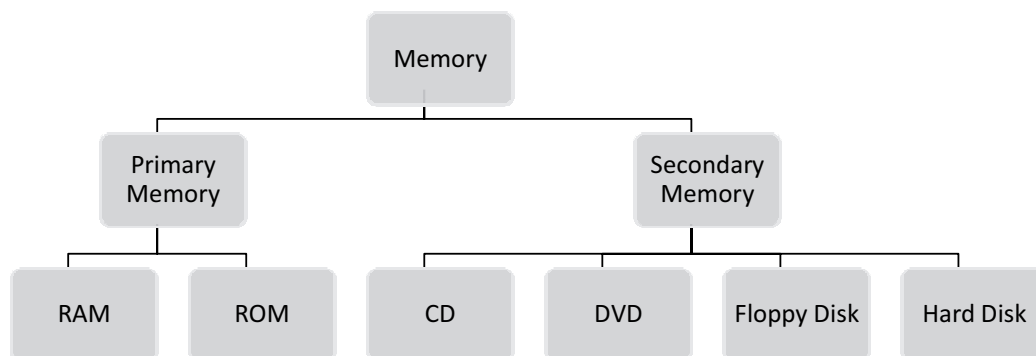 Memory
Primary
Memory
Secondary
Memory
RAM
ROM
CD
DVD
Floppy Disk
Hard Disk